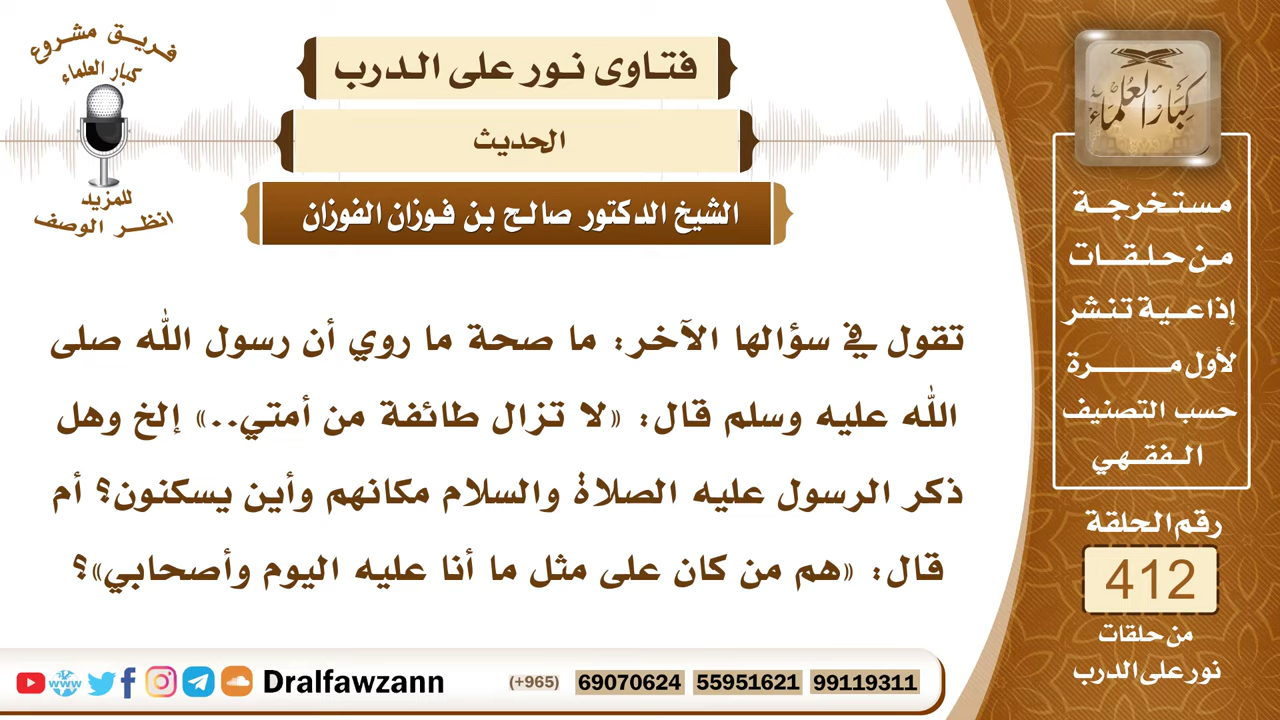 فريق مشروع
كبار العلماء
للمزيد
انظر الوصف
فتاوى نور على الدرب
الحديث
الشيخ الدكتور صالح بن فوزان الفوزان
تقول في سؤالها الآخر: ما صحة ما روي أن رسول الله صلى
الله عليه وسلم قال: «لا تزال طائفة من أمتي..» إلخ وهل
ذكر الرسول عليه الصلاة والسلام مكانهم وأين يسكنون؟ أم
قال: «هم من كان على مثل ما أنا عليه اليوم وأصحابي»؟
كبار العلماء
مستخرجة
من حلقات
إذاعية تنشر
لأول مرة
حسب التصنيف
الفقهي
رقم الحلقة
412
من حلقات
نور على الدرب
www
Dralfawzann (+965) 69070624 55951621 99119311